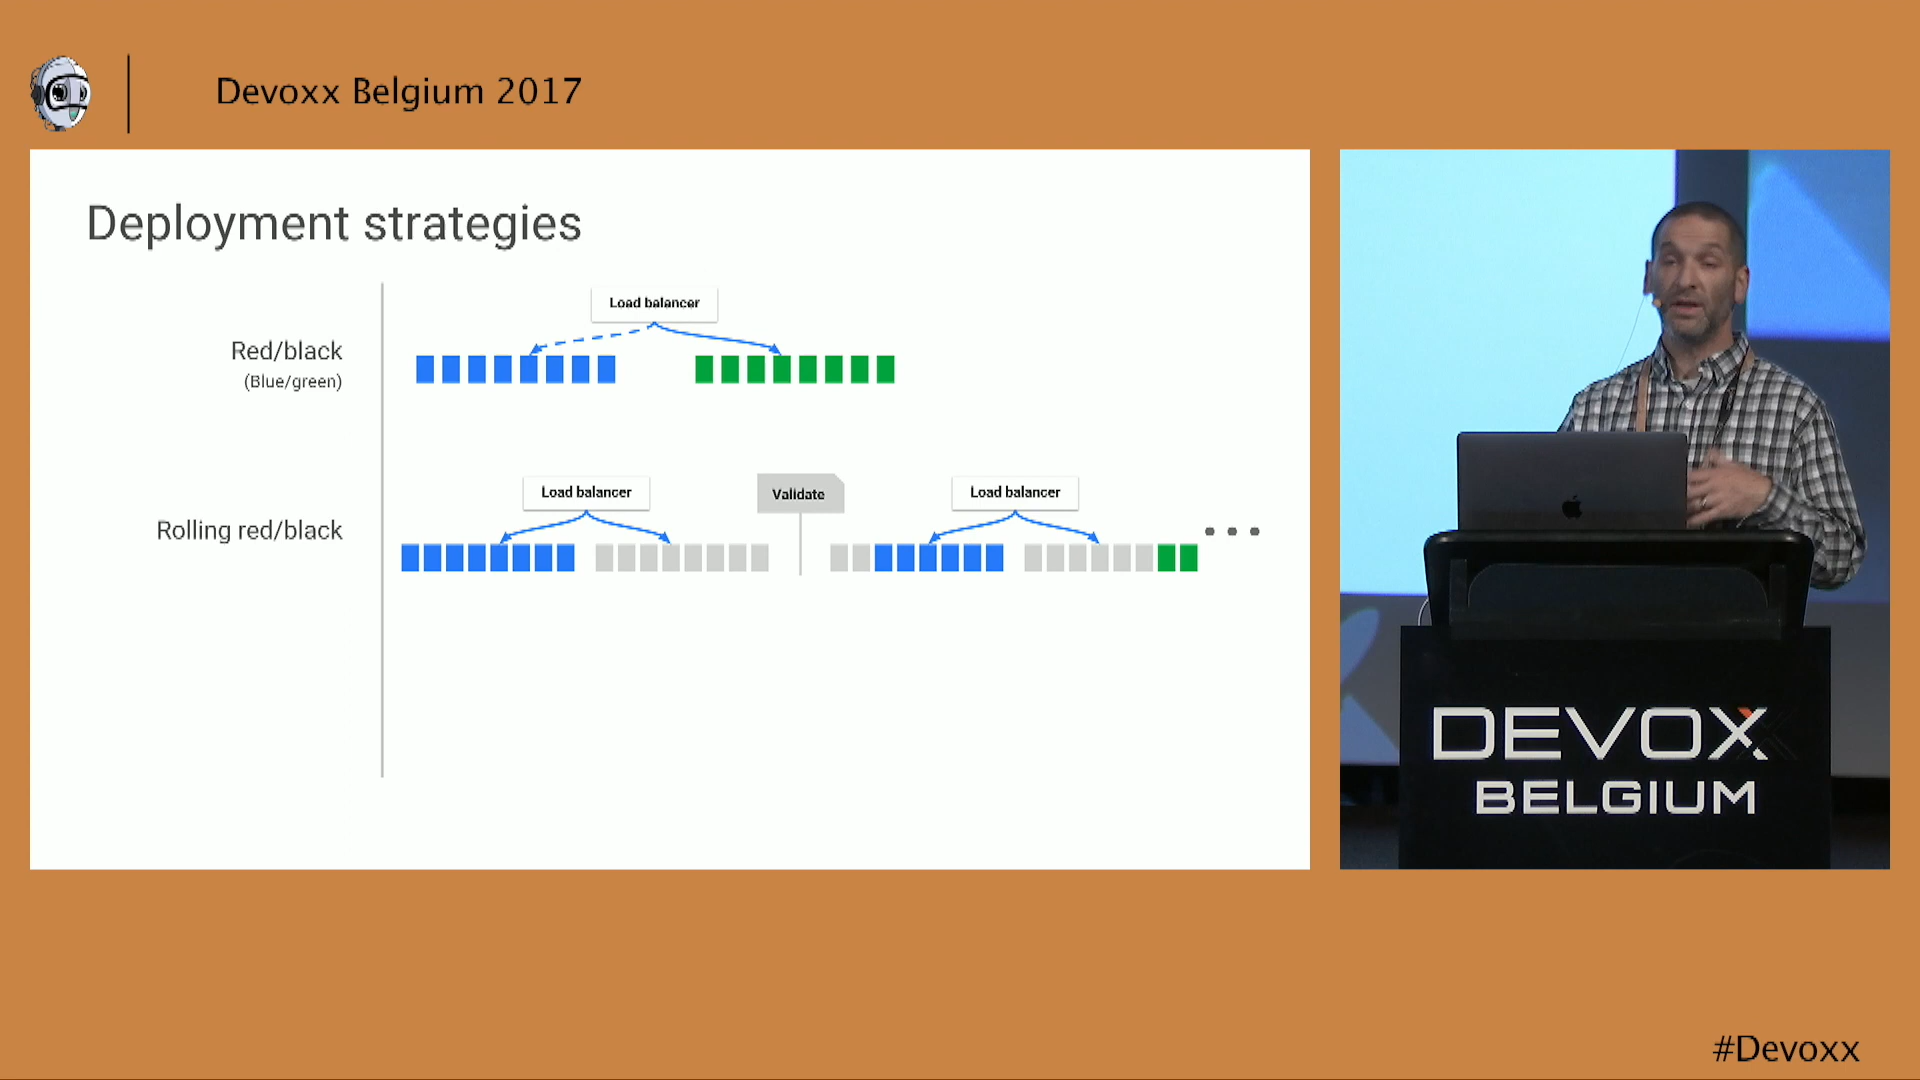 Devoxx Belgium 2017
Deployment strategies
Load balancer
Red/black
(Blue/green)
Load balancer
Validate
Load balancer
Rolling red/black
DEVOXX
BELGIUM
#Devoxx